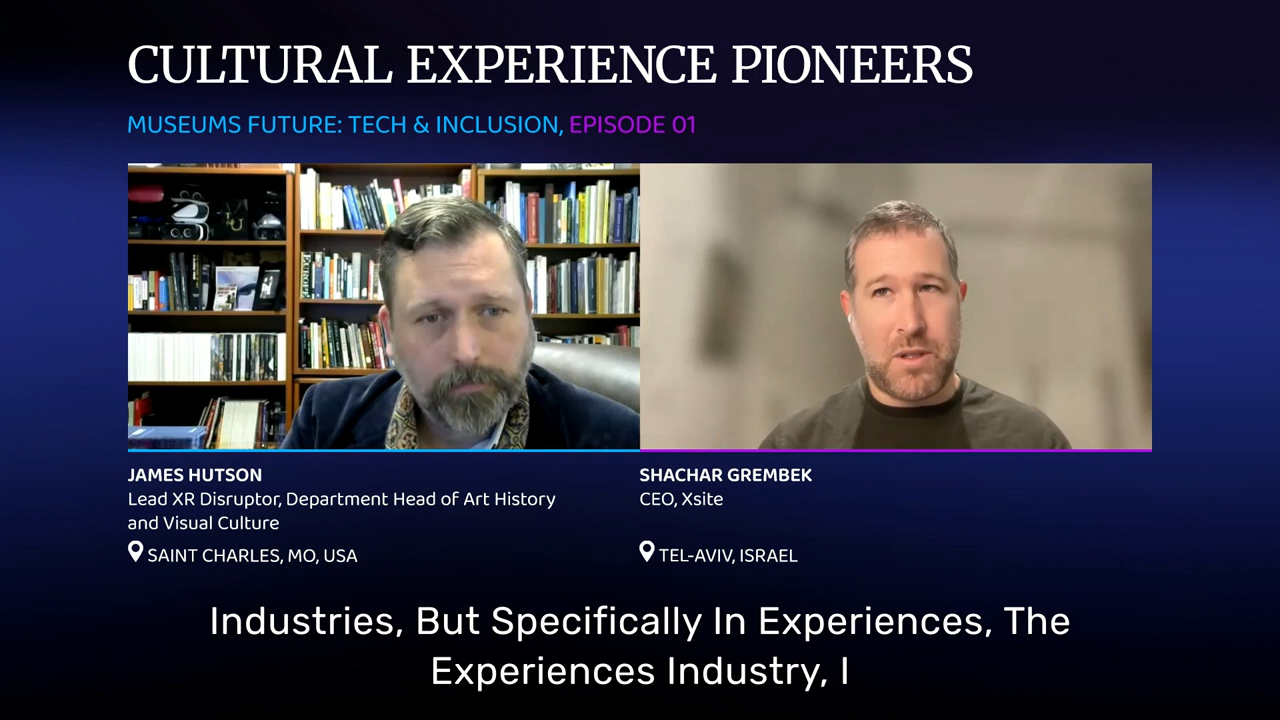 CULTURAL EXPERIENCE PIONEERS
MUSEUMS FUTURE: TECH & INCLUSION, EPISODE 01
JAMES HUTSON
Lead XR Disruptor, Department Head of Art History
and Visual Culture
SAINT CHARLES, MO, USA
SHACHAR GREMBEK
CEO, Xsite
TEL-AVIV, ISRAEL
Industries, But Specifically In Experiences, The
Experiences Industry, I